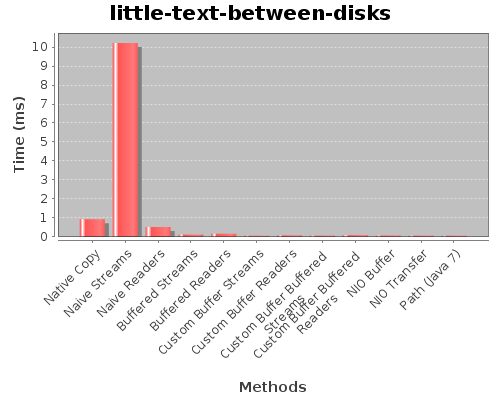 little-text-between-disks
Time (ms)
10
9
8
7
6
5
4
3
2
1
0
Native Copy
Naive Streams
Naive Readers
Buffered Streams
Buffered Readers
Custom Buffer Streams
Custom Buffer Readers
Custom Buffer Buffered
Streams
Custom Buffer Buffered
Readers
NIO Buffer
NIO Transfer
Path (Java 7)
Methods